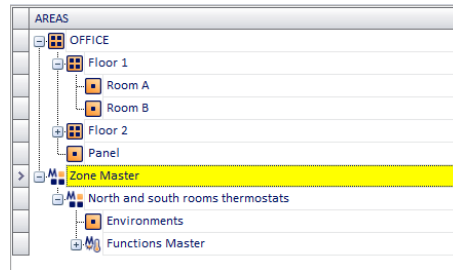 AREAS
OFFICE
Floor 1
Room A
Room B
Floor 2
Panel
Zone Master
North and south rooms thermostats
Environments
Functions Master